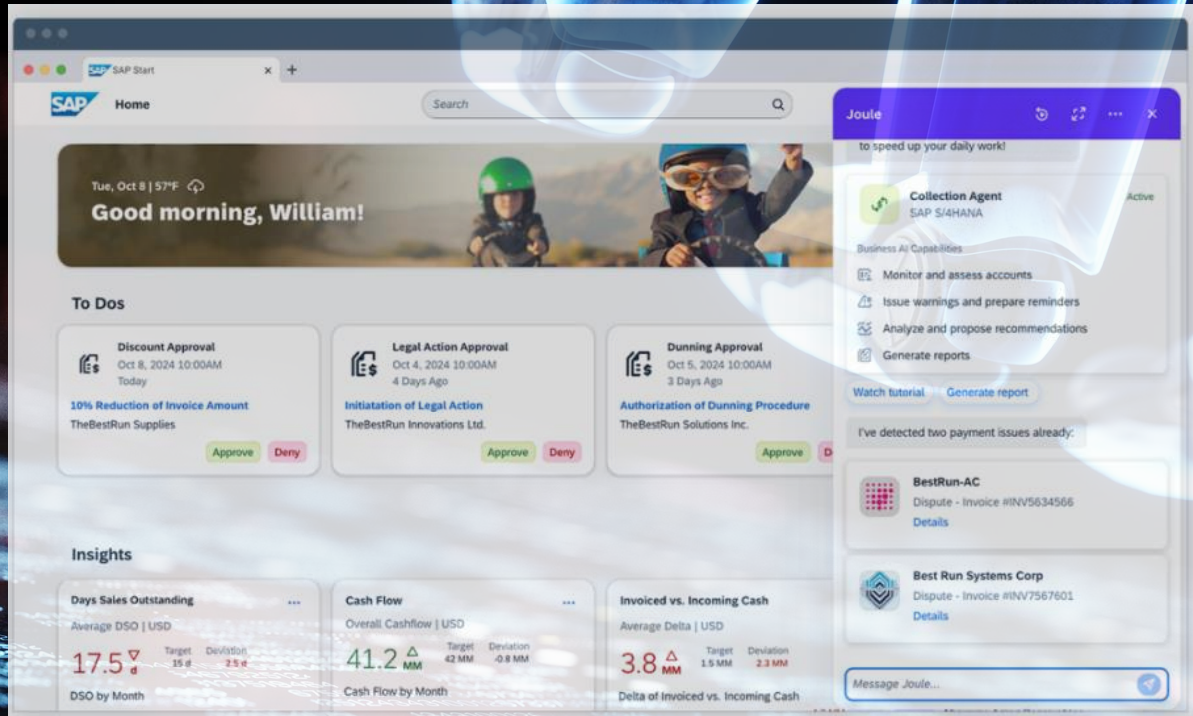 SAP SAP Start
SAP Home
Search
Tue, Oct 8 | 57°F
Good morning, William!
To Dos
Discount Approval
Oct 8, 2024 10:00AM
Today
10% Reduction of Invoice Amount
TheBestRun Supplies
Approve Deny
Legal Action Approval
Oct 4, 2024 10:00AM
4 Days Ago
Initiatation of Legal Action
TheBestRun Innovations Ltd.
Approve Deny
Dunning Approval
Oct 5, 2024 10:00AM
3 Days Ago
Authorization of Dunning Procedure
TheBestRun Solutions Inc.
Approve D
Insights
Days Sales Outstanding
Average DSO | USD
17.5 d
Target
15 d
Deviation
2.5 d
DSO by Month
Cash Flow
Overall Cashflow | USD
41.2 MM
Target
42 MM
Deviation
-0.8 MM
Cash Flow by Month
Invoiced vs. Incoming Cash
Average Delta | USD
3.8 MM
Target
1.5 MM
Deviation
2.3 MM
Delta of Invoiced vs. Incoming Cash
Joule
to speed up your daily work!
Collection Agent
SAP S/4HANA
Active
Business AI Capabilities
Monitor and assess accounts
Issue warnings and prepare reminders
Analyze and propose recommendations
Generate reports
Watch tutorial Generate report
I've detected two payment issues already:
BestRun-AC
Dispute - Invoice #INV5634566
Details
Best Run Systems Corp
Dispute - Invoice #INV7567601
Details
Message Joule...